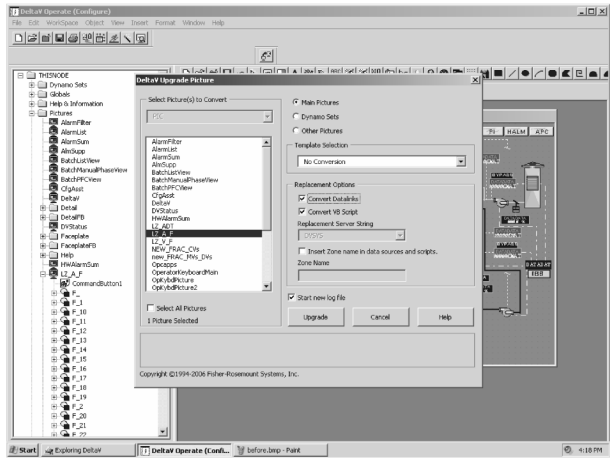 DeltaV Operate (Configure)
File Edit WorkSpace Object View Insert Format Window Help
THISNODE
Dynamo Sets
Globals
Help & Information
Pictures
AlarmFilter
AlarmList
AlarmSum
AlmSupp
BatchListView
BatchManualPhaseView
BatchPFCView
CfgAsst
DeltaV
Detail
DetailFB
DVStatus
Faceplate
FaceplateFB
Help
HWAlarmSum
LZ_A_F
CommandButton1
F_
F_1
F_10
F_11
F_12
F_13
F_14
F_15
F_16
F_17
F_18
F_19
F_2
F_20
F_21
F_22
DeltaV Upgrade Picture
Select Picture(s) to Convert
PIC
AlarmFilter
AlarmList
AlarmSum
AlmSupp
BatchListView
BatchManualPhaseView
BatchPFCView
CfgAsst
DeltaV
DVStatus
HWAlarmSum
LZ_ADT
LZ_A_F
LZ_V_F
NEW_FRAC_CVs
new_FRAC_MVs_DVs
Opcapps
OperatorKeyboardMain
OpKybdPicture
OpKybdPicture2
Select All Pictures
1 Picture Selected
Main Pictures
Dynamo Sets
Other Pictures
Template Selection
No Conversion
Replacement Options
Convert Datalinks
Convert VB Script
Replacement Server String
DVSYS.
Insert Zone name in data sources and scripts.
Zone Name
Start new log file
Upgrade Cancel Help
Copyright ©1994-2006 Fisher-Rosemount Systems, Inc.
HALM APC
Start Exploring DeltaV DeltaV Operate (Confi... before.bmp - Paint 4:18 PM